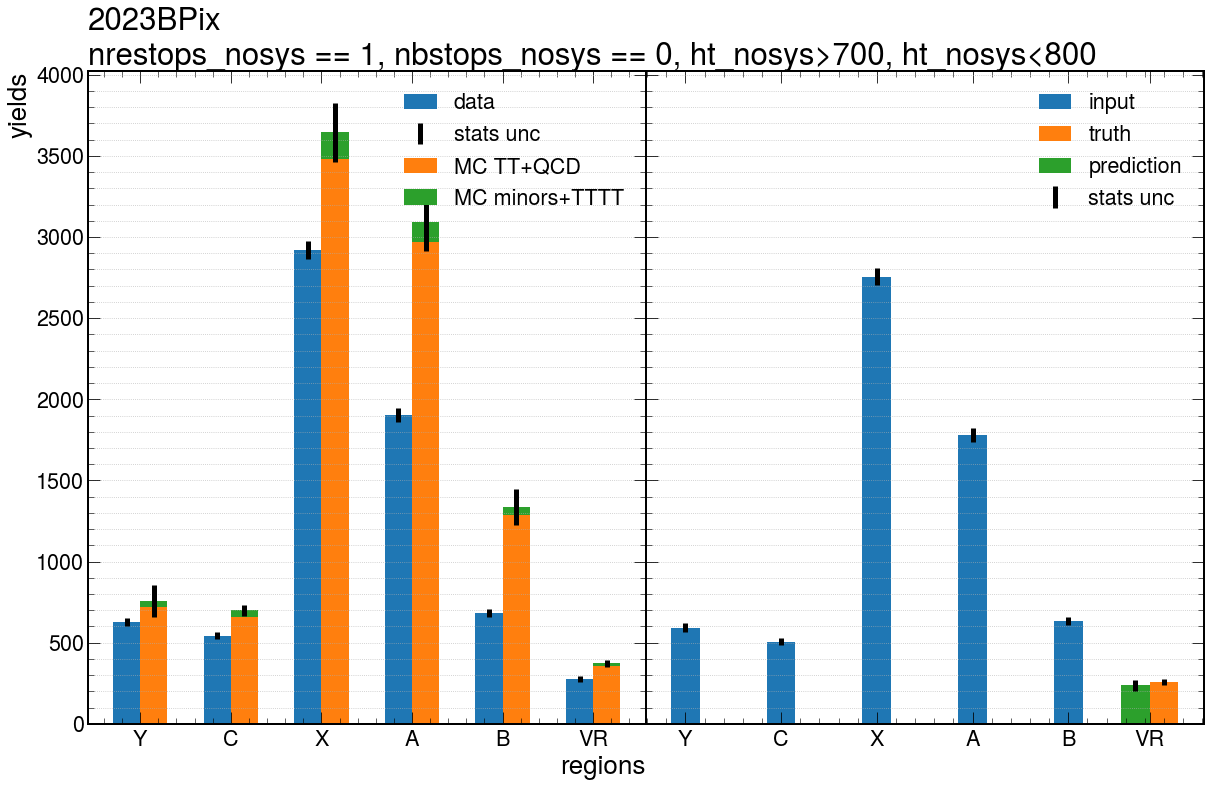 2023BPix
nrestops_nosys == 1, nbstops_nosys == 0, ht_nosys>700, ht_nosys<800
yields
4000
3500
3000
2500
2000
1500
1000
500
0
data
stats unc
MC TT+QCD
MC minors+TTTT
input
truth
prediction
stats unc
Y C X A B VR
Y C X A B VR
regions